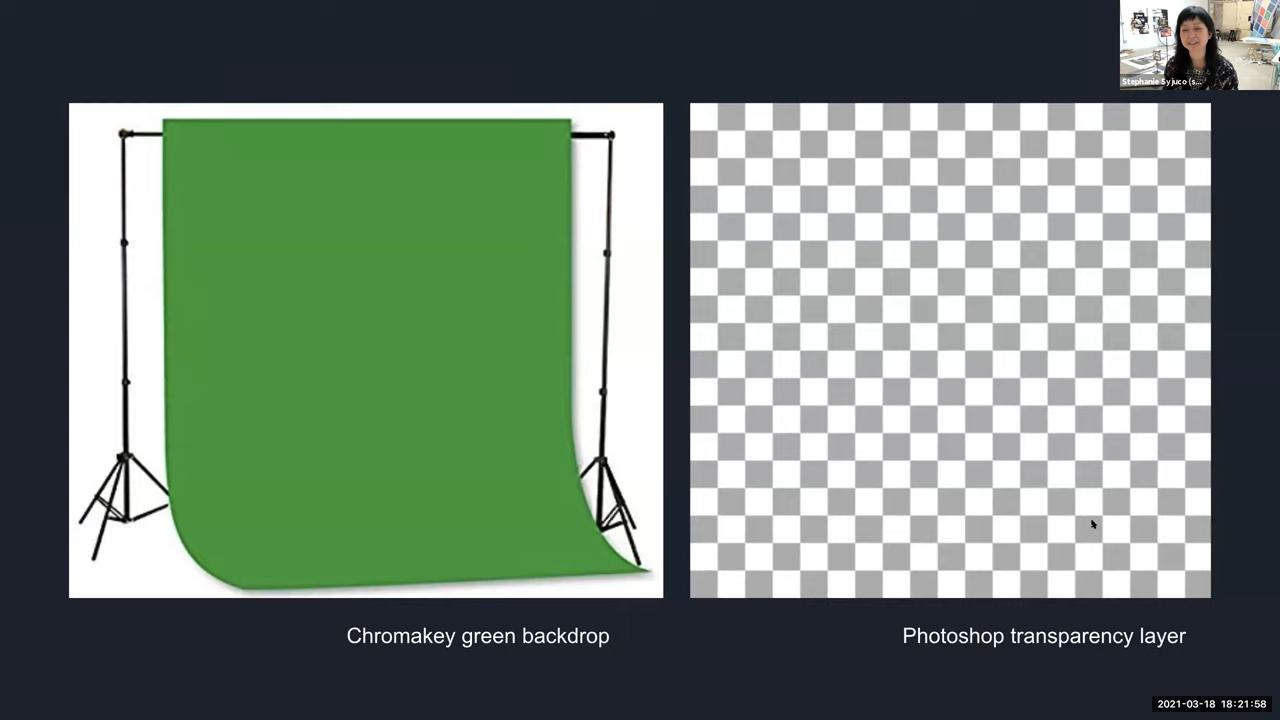 Stephanie Syjuco (s...
Chromakey green backdrop
Photoshop transparency layer
2021-03-18 18:21:58